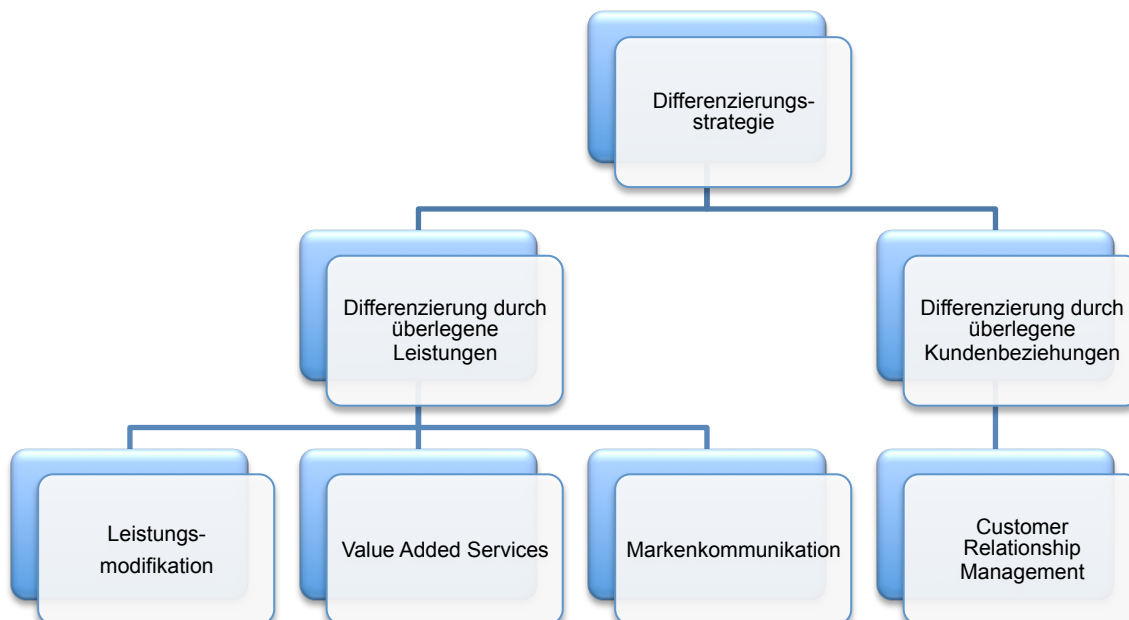 Differenzierungs-
strategie
Differenzierung durch
überlegene
Leistungen
Differenzierung durch
überlegene
Kundenbeziehungen
Leistungs-
modifikation
Value Added Services
Markenkommunikation
Customer
Relationship
Management